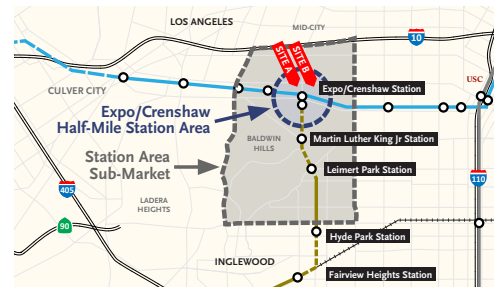 LOS ANGELES
MID-CITY
10
SITE A
SITE B
CULVER CITY
Expo/Crenshaw Station
USC
Expo/Crenshaw
Half-Mile Station Area
BALDWIN
HILLS
Martin Luther King Jr Station
Station Area
Sub-Market
Leimert Park Station
405
110
LADERA
HEIGHTS
90
Hyde Park Station
INGLEWOOD
Fairview Heights Station